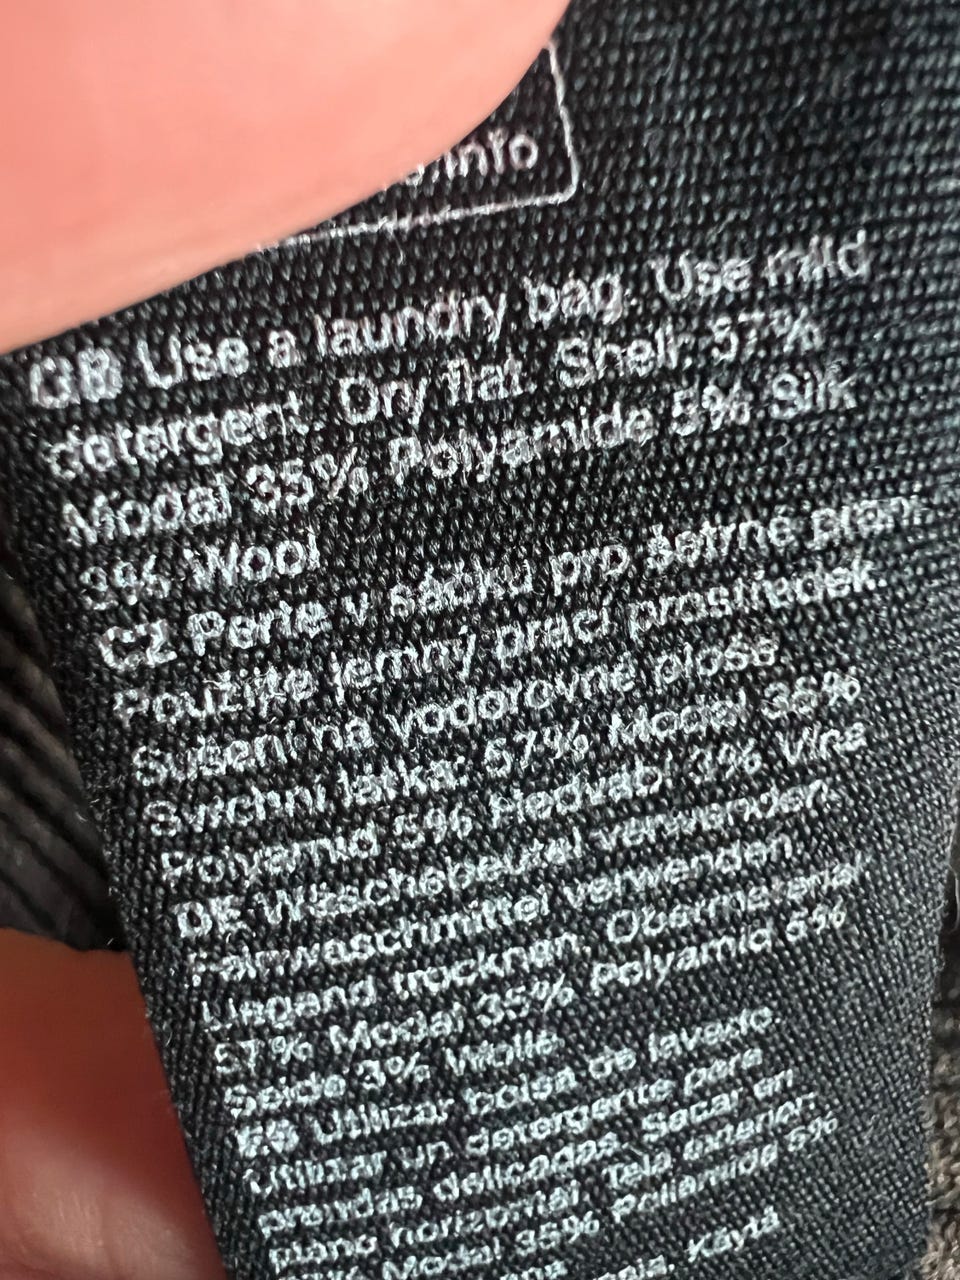 .info
GB Use a laundry bag. Use mild
detergent. Dry flat. Shell: 57%
Modal 35% Polyamide 5% Silk
3% Wool
CZ Perte v sáčku pro šetrné praní.
Použijte jemný prací prostředek.
Sušení na vodorovné ploše
Svrchní látka: 57% Modal 35%
Polyamid 5% Hedvábí 3% Vlna
DE Wäschebeutel verwenden.
Feinwaschmittel verwenden.
Liegend trocknen. Obermaterial:
57% Modal 35% polyamid 5%
Seide 3% Wolle
ES Utilizar bolsa de lavado.
Utilizar un detergente para
prendas delicadas. Secar en
plano horizontal. Tela exterior:
Modal 35% Poliamida 5%
Käytä